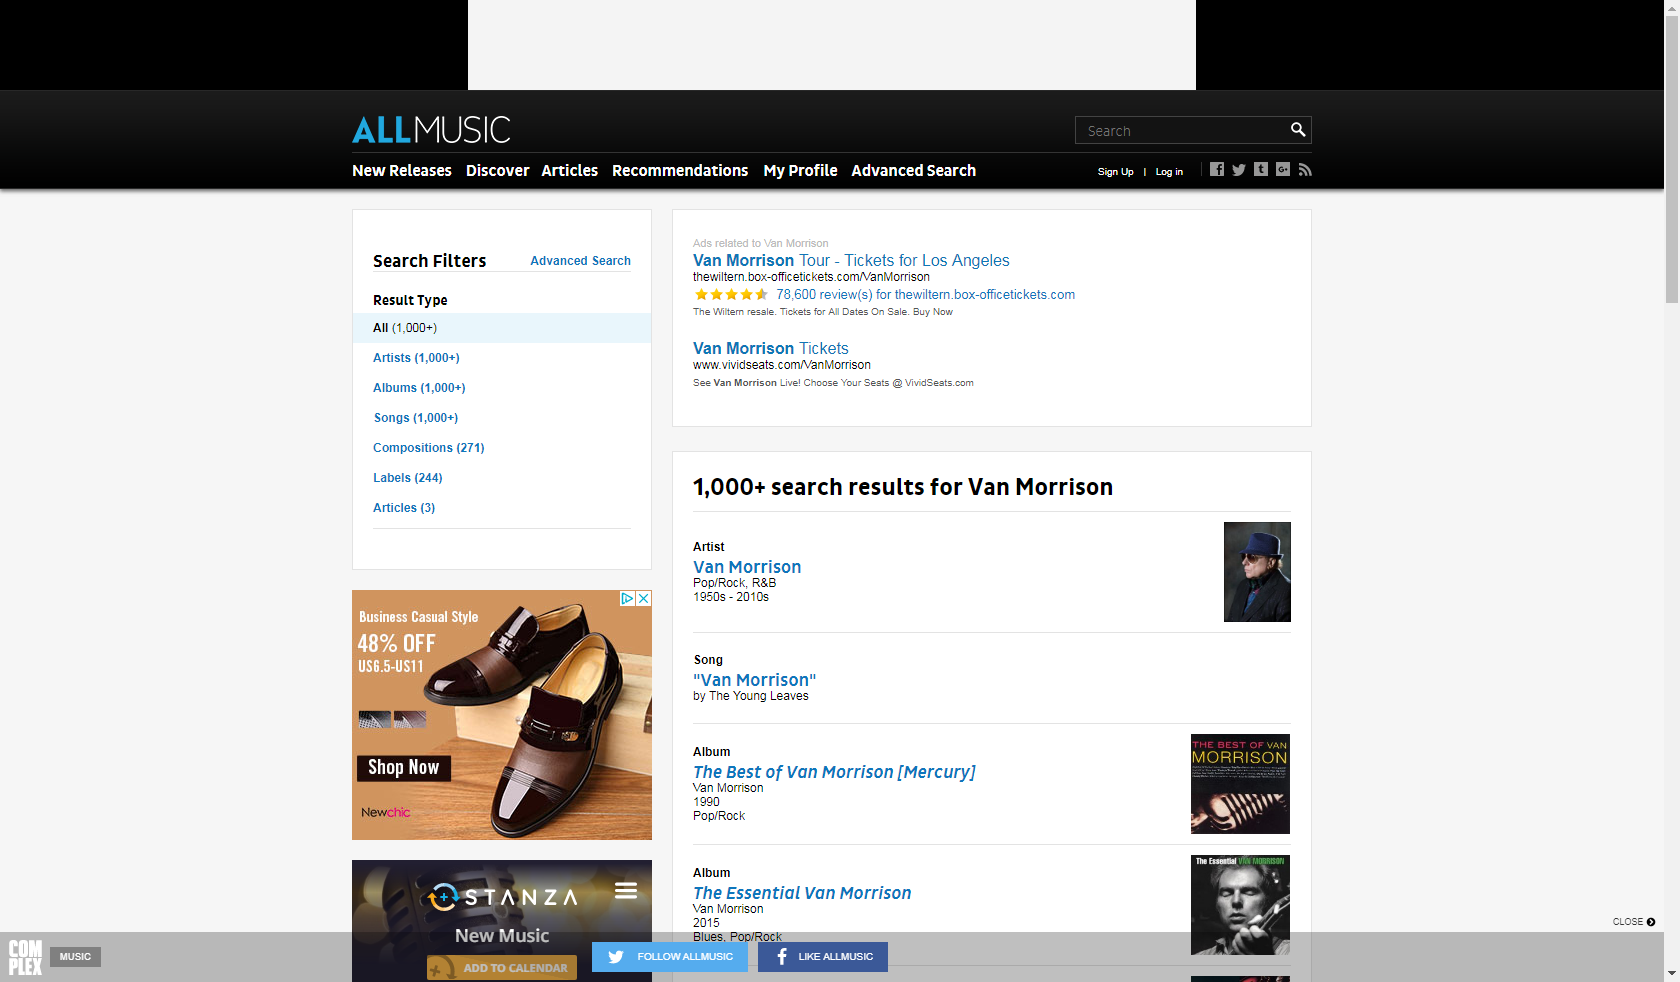 ALLMUSIC
Search
New Releases Discover Articles Recommendations My Profile Advanced Search
Sign Up | Log in
Search Filters
Advanced Search
Result Type
All (1,000+)
Artists (1,000+)
Albums (1,000+)
Songs (1,000+)
Compositions (271)
Labels (244)
Articles (3)
Business Casual Style
48% OFF
US6.5-US11
Shop Now
Newchic
STANZA
New Music
ADD TO CALENDAR
Ads related to Van Morrison
Van Morrison Tour - Tickets for Los Angeles
thewiltern.box-officetickets.com/VanMorrison
78,600 review(s) for thewiltern.box-officetickets.com
The Wiltern resale. Tickets for All Dates On Sale. Buy Now
Van Morrison Tickets
www.vividseats.com/VanMorrison
See Van Morrison Live! Choose Your Seats @ VividSeats.com
1,000+ search results for Van Morrison
Artist
Van Morrison
Pop/Rock, R&B
1950s - 2010s
Song
"Van Morrison"
by The Young Leaves
Album
The Best of Van Morrison [Mercury]
Van Morrison
1990
Pop/Rock
THE BEST OF VAN
MORRISON
Album
The Essential Van Morrison
Van Morrison
2015
Blues, Pop/Rock
The Essential VAN MORRISON
CLOSE
COM
PLEX
MUSIC
FOLLOW ALLMUSIC
LIKE ALLMUSIC